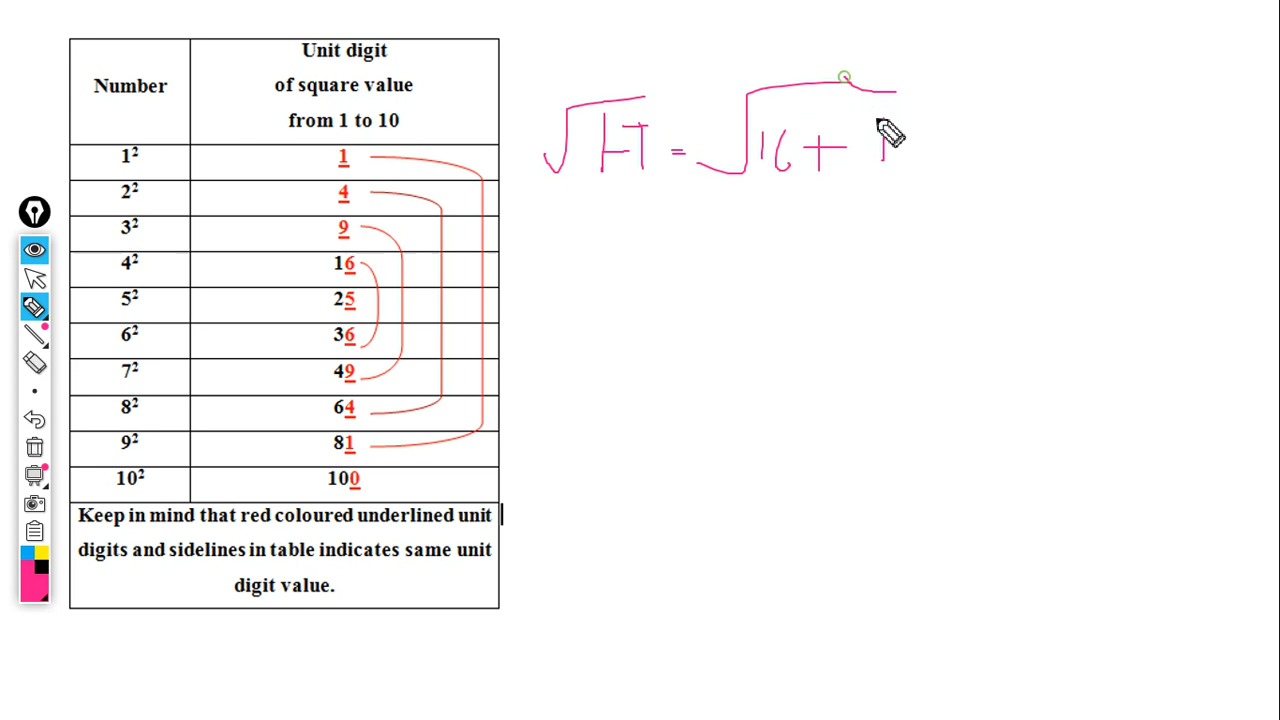 Number
Unit digit
of square value
from 1 to 10
1² 1
2² 4
3² 9
4² 16
5² 25
6² 36
7² 49
8² 64
9² 81
10² 100
Keep in mind that red coloured underlined unit
digits and sidelines in table indicates same unit
digit value.
√17 = √16 + 1